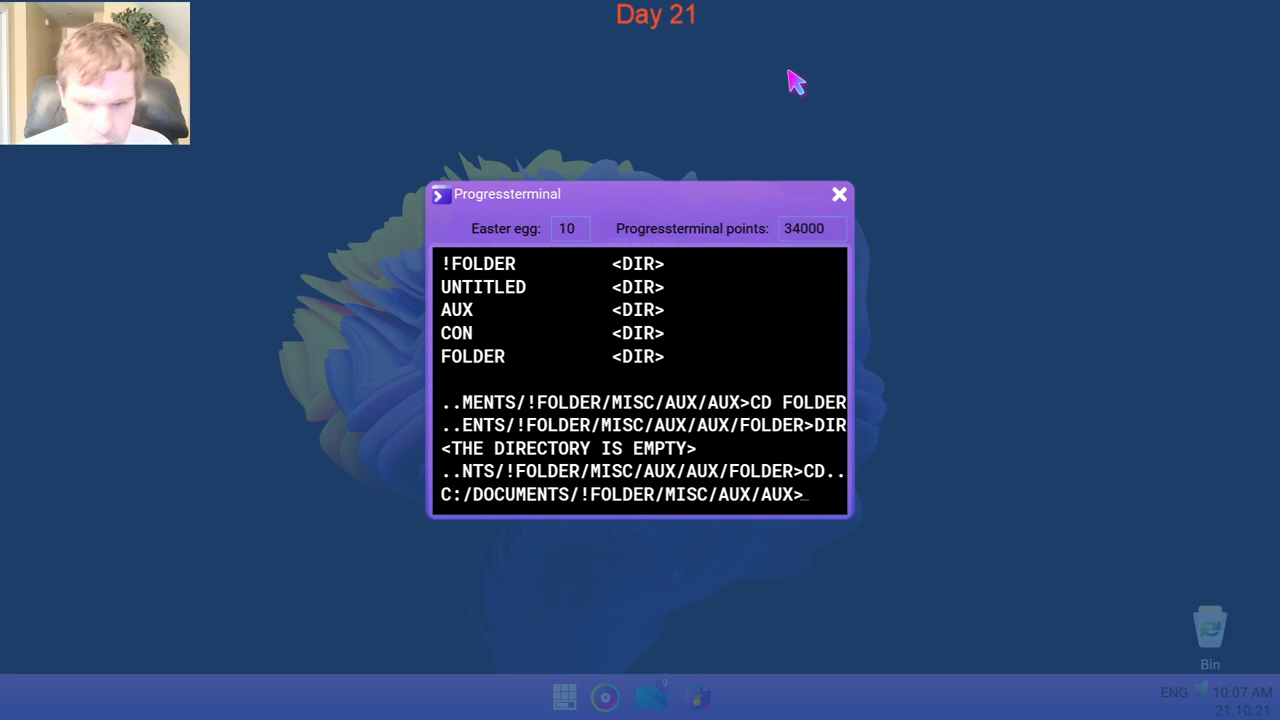 Day 21
Progressterminal
Easter egg: 10 Progressterminal points: 34000
!FOLDER <DIR>
UNTITLED <DIR>
AUX <DIR>
CON <DIR>
FOLDER <DIR>
..MENTS/!FOLDER/MISC/AUX/AUX>CD FOLDER
..ENTS/!FOLDER/MISC/AUX/AUX/FOLDER>DIR
<THE DIRECTORY IS EMPTY>
..NTS/!FOLDER/MISC/AUX/AUX/FOLDER>CD..
C:/DOCUMENTS/!FOLDER/MISC/AUX/AUX>_
Bin
9
ENG 10:07 AM
21.10.21